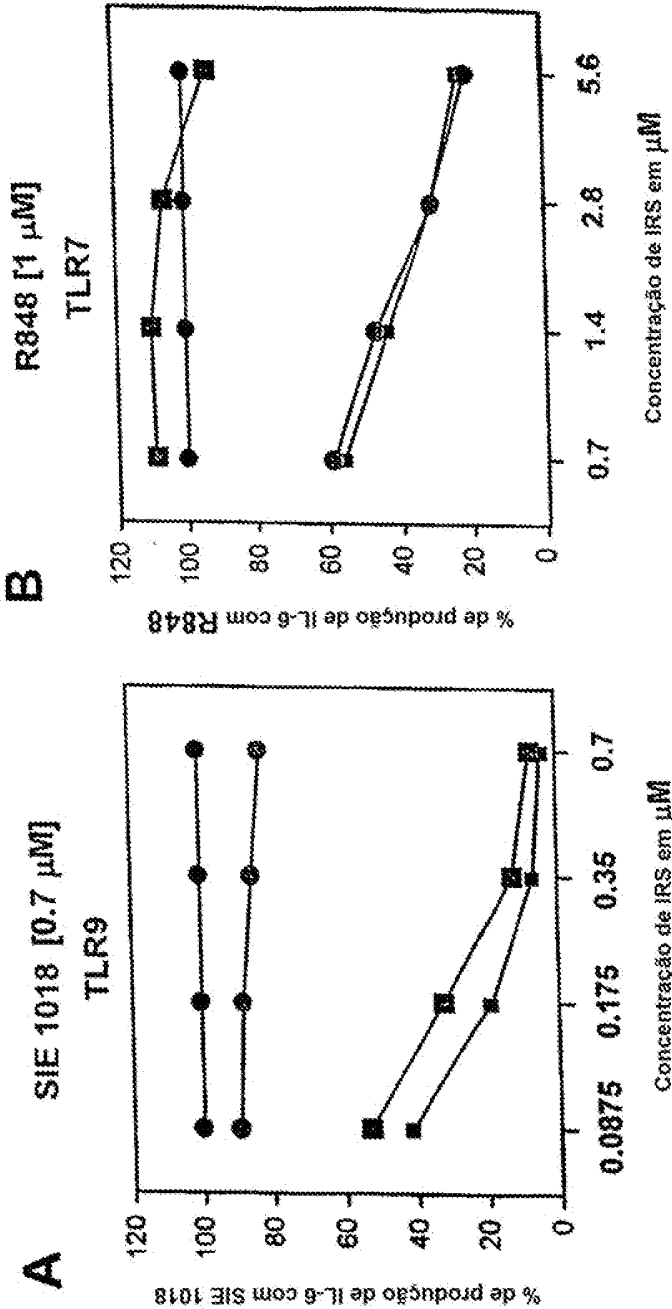 A
SIE 1018 [0.7 μM]
TLR9
% de produção de IL-6 com SIE 1018
120
100
80
60
40
20
0
0.0875
0.175
0.35
0.7
Concentração de IRS em μM
B
R848 [1 μM]
TLR7
% de produção de IL-6 com R848
120
100
80
60
40
20
0
0.7
1.4
2.8
5.6
Concentração de IRS em μM